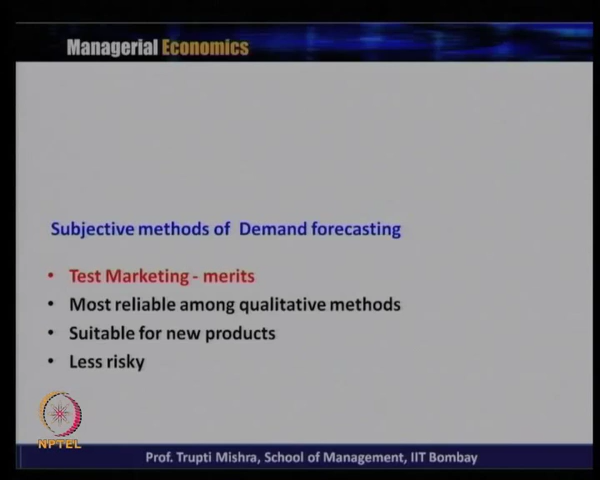 Managerial Economics
Subjective methods of Demand forecasting
• Test Marketing - merits
• Most reliable among qualitative methods
• Suitable for new products
• Less risky
NPTEL
Prof. Trupti Mishra, School of Management, IIT Bombay